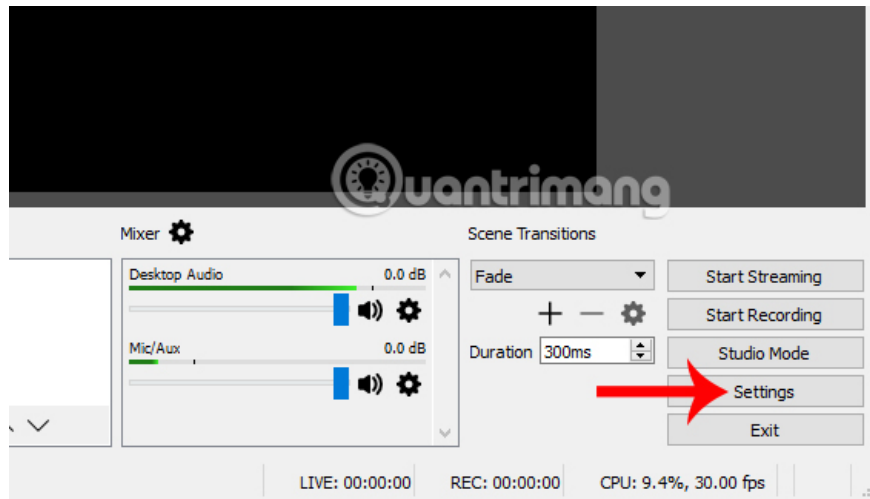 Quantrimang
Mixer
Scene Transitions
Desktop Audio
0.0 dB
Fade
Start Streaming
Start Recording
Mic/Aux
0.0 dB
Duration
300ms
Studio Mode
Settings
Exit
LIVE: 00:00:00
REC: 00:00:00
CPU: 9.4%, 30.00 fps